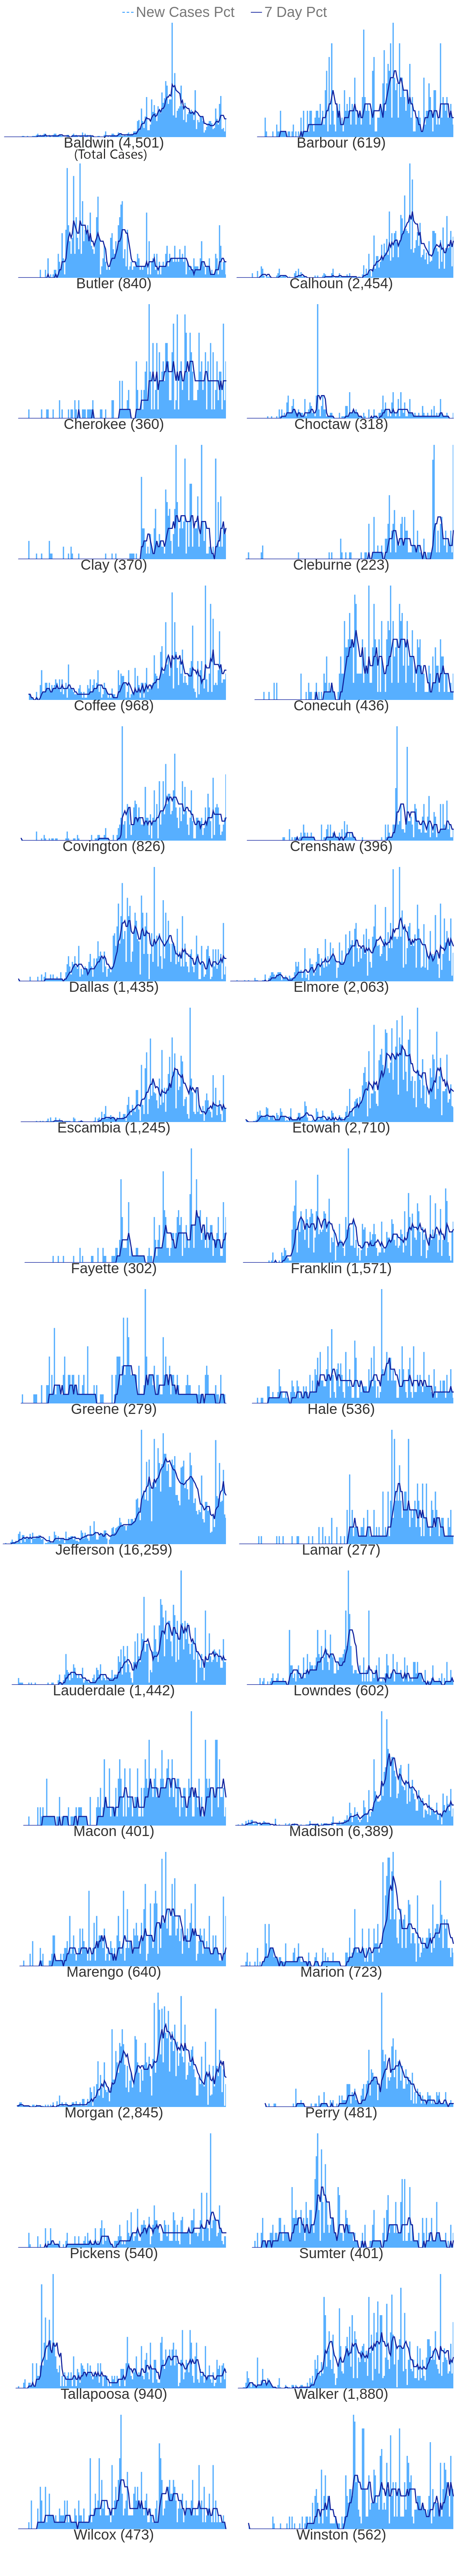 New Cases Pct 7 Day Pct
Baldwin (4,501) Barbour (619)
(Total Cases)
Butler (840) Calhoun (2,454)
Cherokee (360) Choctaw (318)
Clay (370) Cleburne (223)
Coffee (968) Conecuh (436)
Covington (826) Crenshaw (396)
Dallas (1,435) Elmore (2,063)
Escambia (1,245) Etowah (2,710)
Fayette (302) Franklin (1,571)
Greene (279) Hale (536)
Jefferson (16,259) Lamar (277)
Lauderdale (1,442) Lowndes (602)
Macon (401) Madison (6,389)
Marengo (640) Marion (723)
Morgan (2,845) Perry (481)
Pickens (540) Sumter (401)
Tallapoosa (940) Walker (1,880)
Wilcox (473) Winston (562)